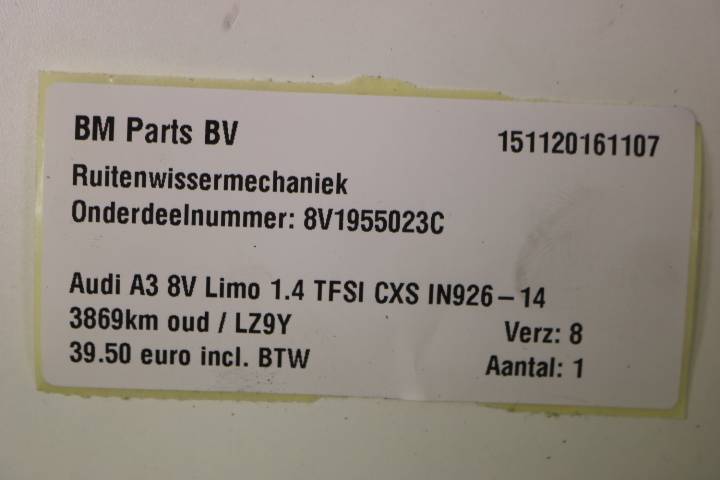 BM Parts BV 151120161107
Ruitenwissermechaniek
Onderdeelnummer: 8V1955023C
Audi A3 8V Limo 1.4 TFSI CXS IN926-14
3869km oud / LZ9Y Verz: 8
39.50 euro incl. BTW Aantal: 1